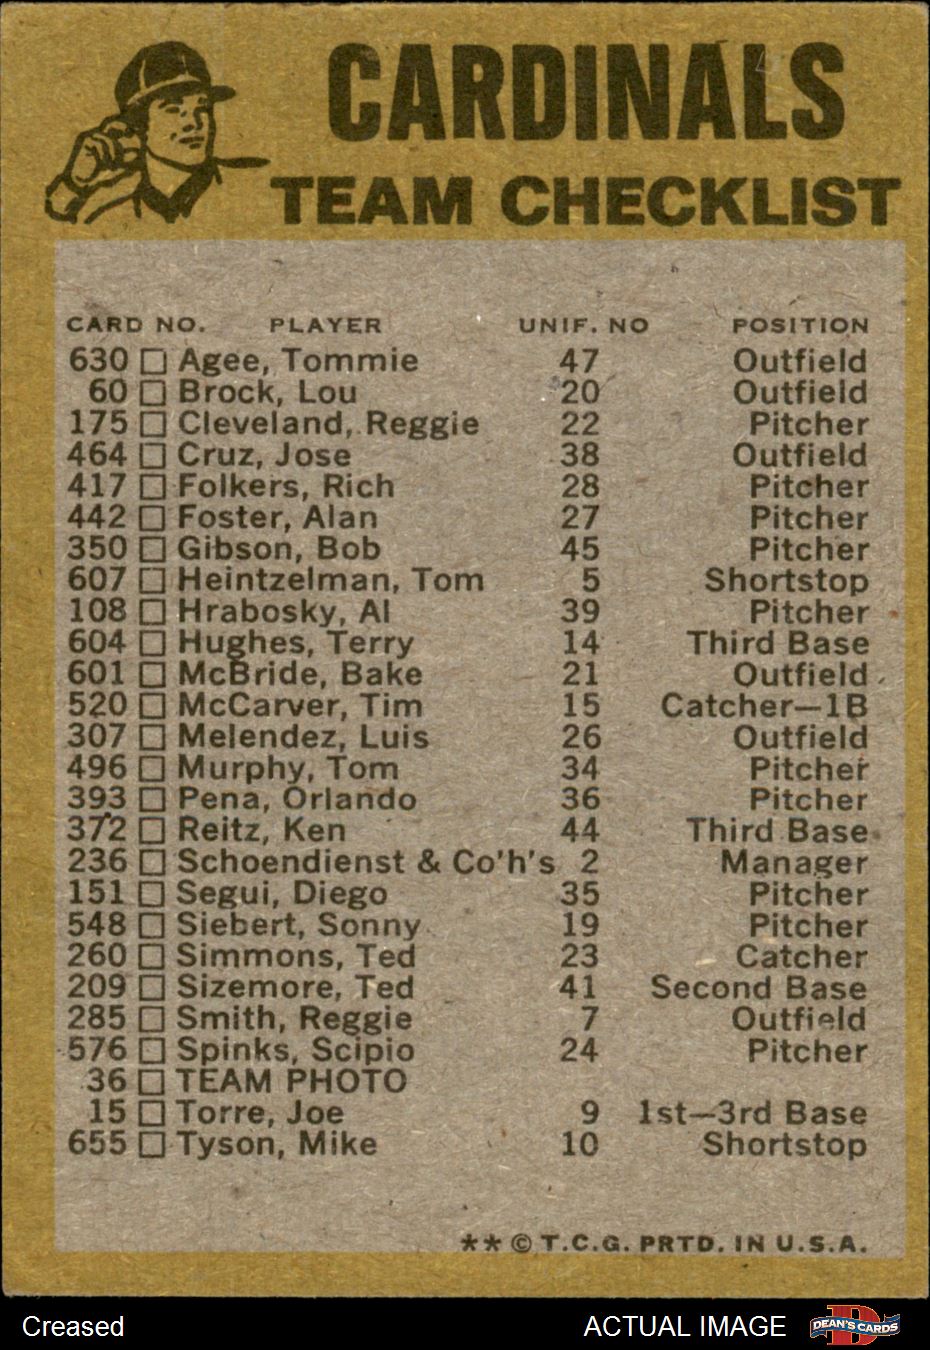 CARDINALS
TEAM CHECKLIST
CARD NO. PLAYER UNIF. NO POSITION
630 □ Agee, Tommie 47 Outfield
60 □ Brock, Lou 20 Outfield
175 □ Cleveland, Reggie 22 Pitcher
464 □ Cruz, Jose 38 Outfield
417 □ Folkers, Rich 28 Pitcher
442 □ Foster, Alan 27 Pitcher
350 □ Gibson, Bob 45 Pitcher
607 □ Heintzelman, Tom 5 Shortstop
108 □ Hrabosky, Al 39 Pitcher
604 □ Hughes, Terry 14 Third Base
601 □ McBride, Bake 21 Outfield
520 □ McCarver, Tim 15 Catcher—1B
307 □ Melendez, Luis 26 Outfield
496 □ Murphy, Tom 34 Pitcher
393 □ Pena, Orlando 36 Pitcher
372 □ Reitz, Ken 44 Third Base
236 □ Schoendienst & Co'h's 2 Manager
151 □ Segui, Diego 35 Pitcher
548 □ Siebert, Sonny 19 Pitcher
260 □ Simmons, Ted 23 Catcher
209 □ Sizemore, Ted 41 Second Base
285 □ Smith, Reggie 7 Outfield
576 □ Spinks, Scipio 24 Pitcher
36 □ TEAM PHOTO
15 □ Torre, Joe 9 1st—3rd Base
655 □ Tyson, Mike 10 Shortstop
** © T.C.G. PRTD. IN U.S.A.
Creased ACTUAL IMAGE DEAN'S CARDS